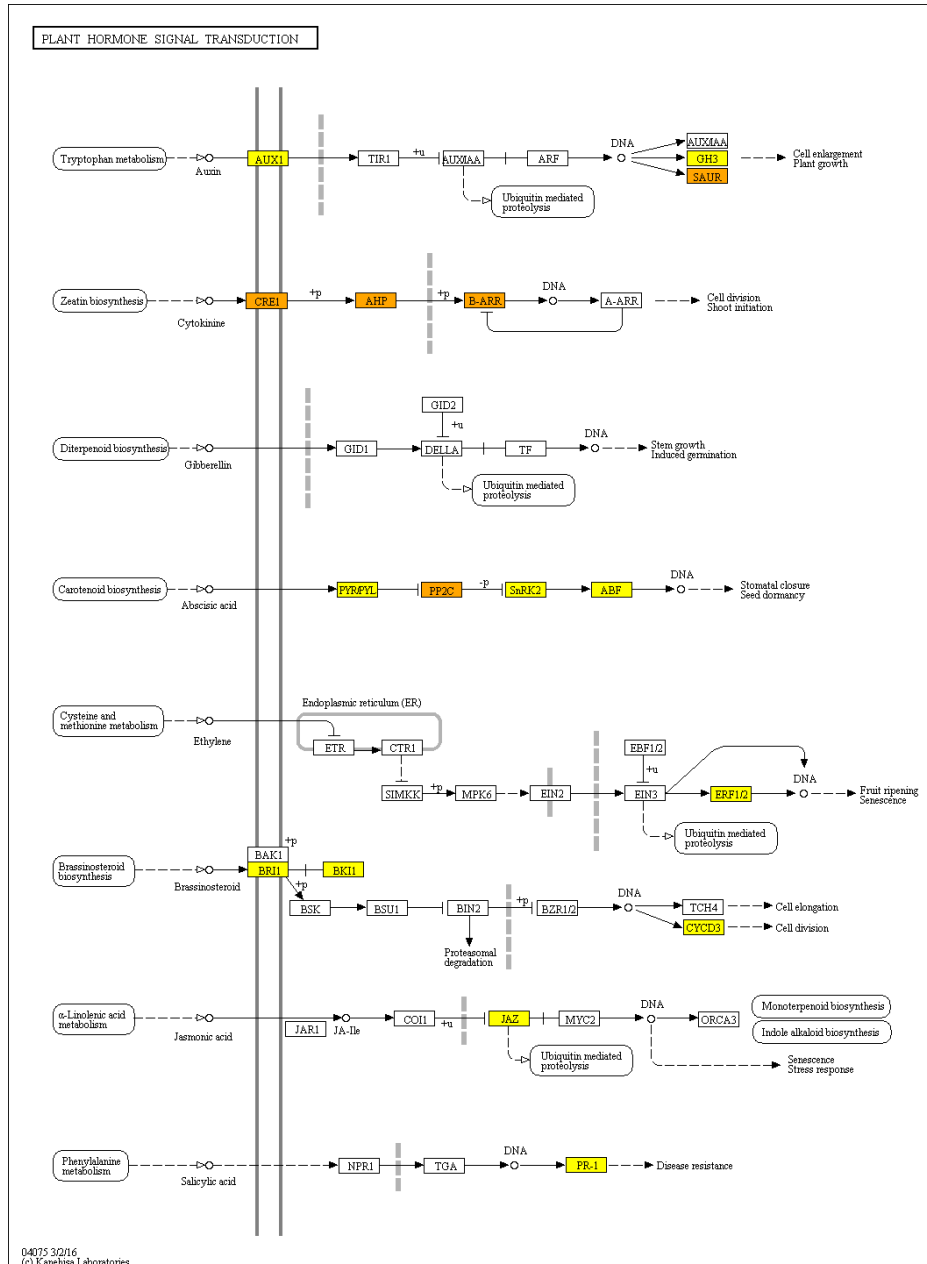 PLANT HORMONE SIGNAL TRANSDUCTION
Tryptophan metabolism
Auxin
AUX1
TIR1
+u
AUX/IAA
ARF
DNA
AUX/IAA
GH3
SAUR
Cell enlargement
Plant growth
Ubiquitin mediated
proteolysis
Zeatin biosynthesis
Cytokinine
CRE1
+p
AHP
+p
B-ARR
DNA
A-ARR
Cell division
Shoot initiation
Diterpenoid biosynthesis
Gibberellin
GID1
GID2
+u
DELLA
TF
DNA
Stem growth
Induced germination
Ubiquitin mediated
proteolysis
Carotenoid biosynthesis
Abscisic acid
PYR/PYL
PP2C
-p
SnRK2
ABF
DNA
Stomatal closure
Seed dormancy
Cysteine and
methionine metabolism
Ethylene
Endoplasmic reticulum (ER)
ETR
CTR1
SIMKK
+p
MPK6
EIN2
EBF1/2
+u
EIN3
ERF1/2
DNA
Fruit ripening
Senescence
Ubiquitin mediated
proteolysis
Brassinosteroid
biosynthesis
Brassinosteroid
BAK1
+p
BRI1
BKI1
+p
BSK
BSU1
BIN2
+p
BZR1/2
DNA
TCH4
Cell elongation
CYCD3
Cell division
Proteasomal
degradation
α-Linolenic acid
metabolism
Jasmonic acid
JAR1
JA-Ile
COI1
+u
JAZ
MYC2
DNA
ORCA3
Monoterpenoid biosynthesis
Indole alkaloid biosynthesis
Ubiquitin mediated
proteolysis
Senescence
Stress response
Phenylalanine
metabolism
Salicylic acid
NPR1
TGA
DNA
PR-1
Disease resistance
04075 3/2/16
(c) Kanehisa Laboratories